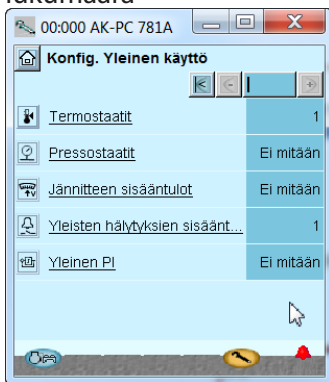 00:000 AK-PC 781A
Konfig. Yleinen käyttö
Termostaatit 1
Pressostaatit Ei mitään
Jännitteen sisääntulot Ei mitään
Yleisten hälytyksien sisäänt... 1
Yleinen PI Ei mitään